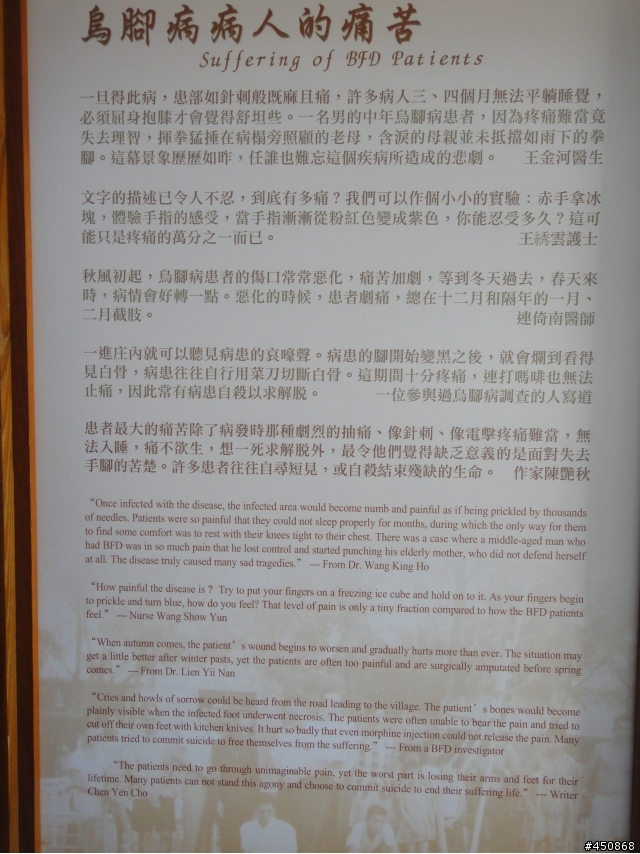 烏腳病病人的痛苦
Suffering of BFD Patients
一旦得此病，患部如針刺般既麻且痛，許多病人三、四個月無法平躺睡覺，
必須屈身抱膝才會覺得舒坦些。一名男的中年烏腳病患者，因為疼痛難當竟
失去理智，揮拳猛捶在病榻旁照顧的老母，含淚的母親並未抵擋如雨下的拳
腳。這幕景象歷歷如昨，任誰也難忘這個疾病所造成的悲劇。 王金河醫生
文字的描述已令人不忍，到底有多痛？我們可以作個小小的實驗：赤手拿冰
塊，體驗手指的感受，當手指漸漸從粉紅色變成紫色，你能忍受多久？這可
能只是疼痛的萬分之一而已。 王綉雲護士
秋風初起，烏腳病患者的傷口常常惡化，痛苦加劇，等到冬天過去，春天來
時，病情會好轉一點。惡化的時候，患者劇痛，總在十二月和隔年的一月、
二月截肢。 連倚南醫師
一進庄內就可以聽見病患的哀嚎聲。病患的腳開始變黑之後，就會爛到看得
見白骨，病患往往自行用菜刀切斷白骨。這期間十分疼痛，連打嗎啡也無法
止痛，因此常有病患自殺以求解脫。 一位參與過烏腳病調查的人寫道
患者最大的痛苦除了病發時那種劇烈的抽痛、像針刺、像電擊疼痛難當，無
法入睡，痛不欲生，想一死求解脫外，最令他們覺得缺乏意義的是面對失去
手腳的苦楚。許多患者往往自尋短見，或自殺結束殘缺的生命。 作家陳艷秋
“Once infected with the disease, the infected area would become numb and painful as if being prickled by thousands
of needles. Patients were so painful that they could not sleep properly for months, during which the only way for them
to find some comfort was to rest with their knees tight to their chest. There was a case where a middle-aged man who
had BFD was in so much pain that he lost control and started punching his elderly mother, who did not defend herself
at all. The disease truly caused many sad tragedies.” --- From Dr. Wang King Ho
“How painful the disease is？ Try to put your fingers on a freezing ice cube and hold on to it. As your fingers begin
to prickle and turn blue, how do you feel? That level of pain is only a tiny fraction compared to how the BFD patients
feel.” --- Nurse Wang Show Yun
“When autumn comes, the patient’s wound begins to worsen and gradually hurts more than ever. The situation may
get a little better after winter pasts, yet the patients are often too painful and are surgically amputated before spring
comes.” --- From Dr. Lien Yii Nan
“Cries and howls of sorrow could be heard from the road leading to the village. The patient’s bones would become
plainly visible when the infected foot underwent necrosis. The patients were often unable to bear the pain and tried to
cut off their own feet with kitchen knives. It hurt so badly that even morphine injection could not release the pain. Many
patients tried to commit suicide to free themselves from the suffering.” --- From a BFD investigator
“The patients need to go through unimaginable pain, yet the worst part is losing their arms and feet for their
lifetime. Many patients can not stand this agony and choose to commit suicide to end their suffering life.” --- Writer
Chen Yen Cho
#450868